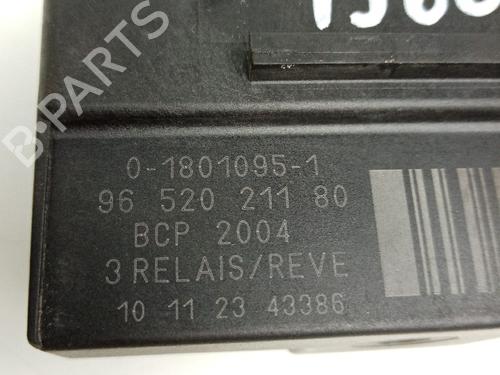 B-PARTS
0-1801095-1
96 520 211 80
BCP 2004
3 RELAIS/REVE
10 11 23 43386